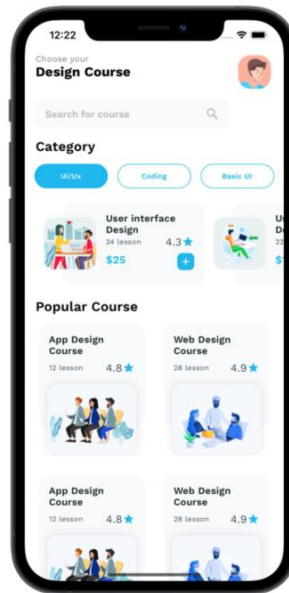 12:22
Choose your
Design Course
Search for course
Category
Ui/Ux
Coding
Basic UI
User interface
Design
24 lesson 4.3
$25
+
Popular Course
App Design
Course
12 lesson 4.8
Web Design
Course
28 lesson 4.9
App Design
Course
12 lesson 4.8
Web Design
Course
28 lesson 4.9